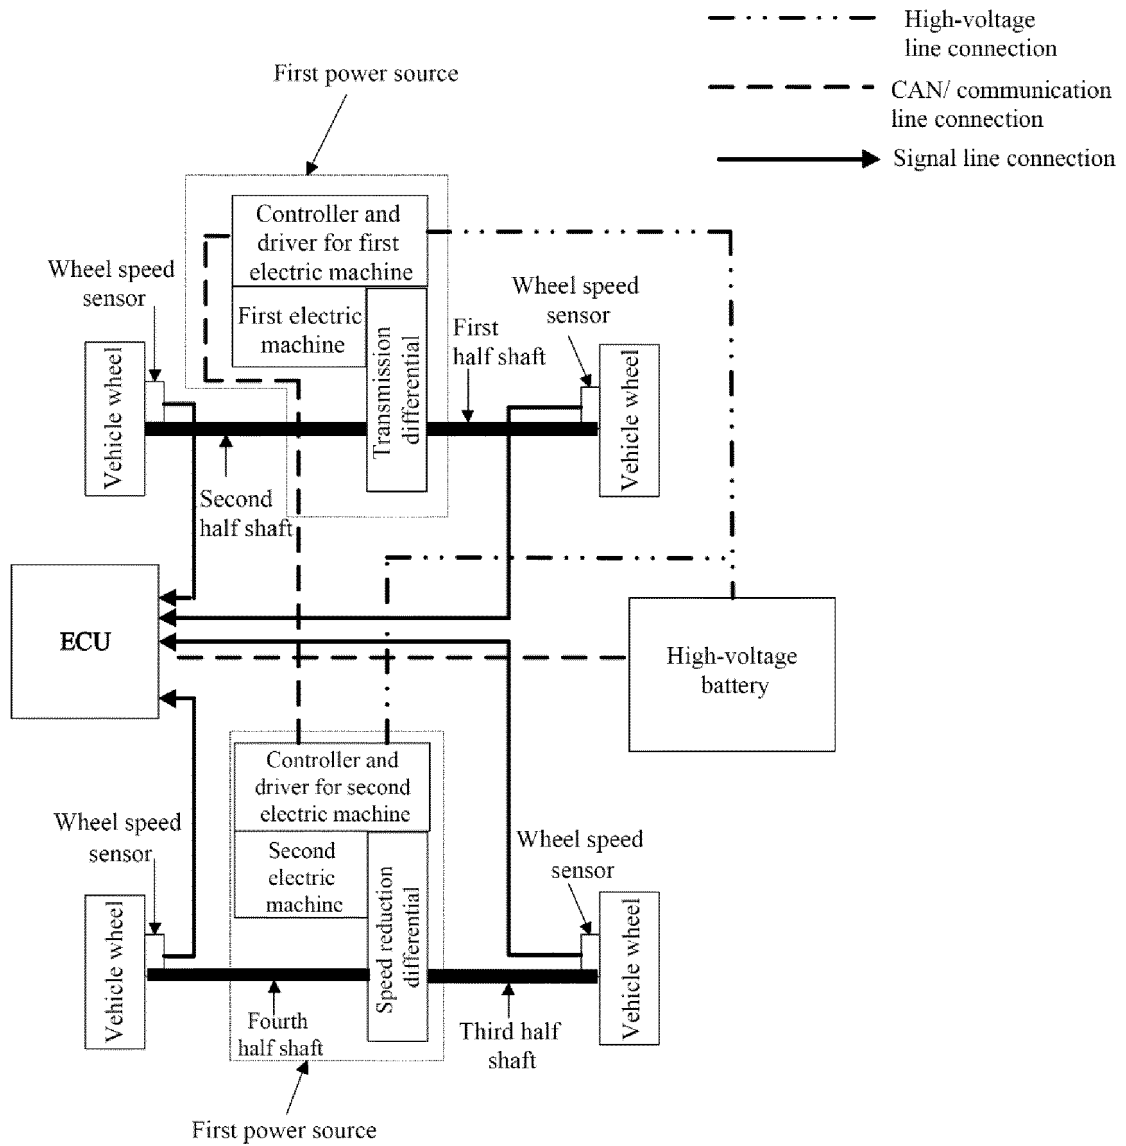 High-voltage
line connection
CAN/ communication
line connection
Signal line connection
First power source
Controller and
driver for first
electric machine
First electric
machine
Transmission
differential
Wheel speed
sensor
Vehicle wheel
First
half shaft
Wheel speed
sensor
Vehicle wheel
Second
half shaft
ECU
High-voltage
battery
Controller and
driver for second
electric machine
Second
electric
machine
Speed reduction
differential
Wheel speed
sensor
Vehicle wheel
Wheel speed
sensor
Vehicle wheel
Fourth
half shaft
Third half
shaft
First power source